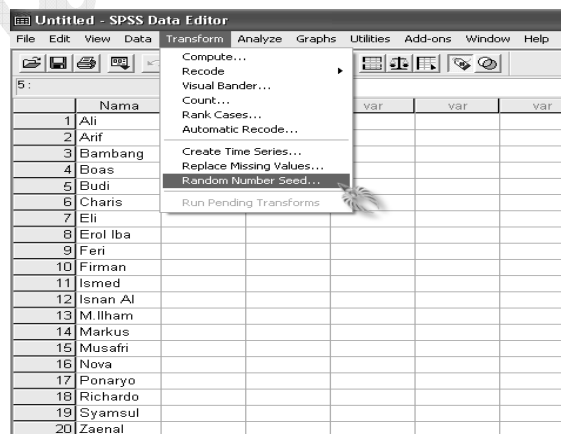 Untitled - SPSS Data Editor
File Edit View Data Transform Analyze Graphs Utilities Add-ons Window Help
5 :
Compute...
Recode
Visual Bander...
Count...
Rank Cases...
Automatic Recode...
Create Time Series...
Replace Missing Values...
Random Number Seed...
Run Pending Transforms
Nama var var var
1 Ali
2 Arif
3 Bambang
4 Boas
5 Budi
6 Charis
7 Eli
8 Erol Iba
9 Feri
10 Firman
11 Ismed
12 Isnan Al
13 M.Ilham
14 Markus
15 Musafri
16 Nova
17 Ponaryo
18 Richardo
19 Syamsul
20 Zaenal